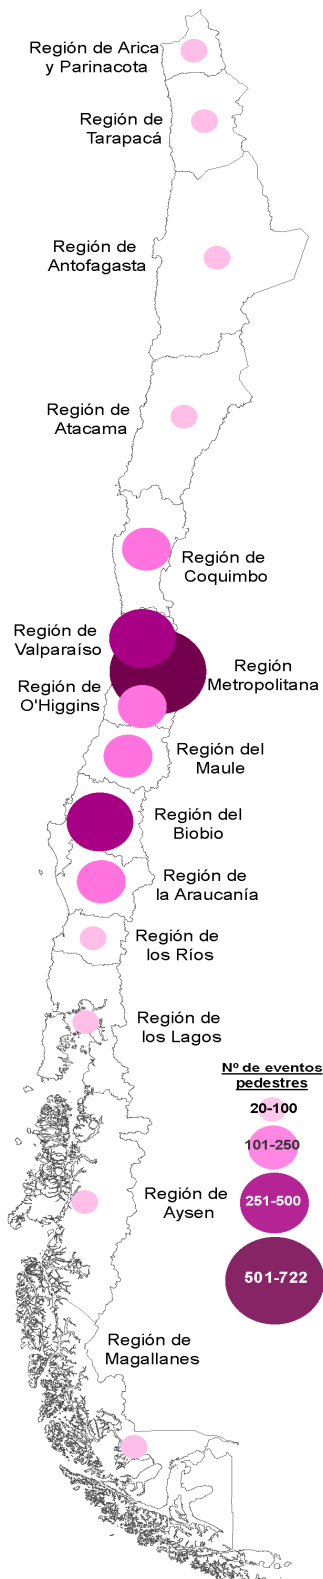 Región de Arica
y Parinacota
Región de
Tarapacá
Región de
Antofagasta
Región de
Atacama
Región de
Coquimbo
Región de
Valparaíso
Región
Metropolitana
Región de
O'Higgins
Región del
Maule
Región del
Biobio
Región de
la Araucanía
Región de
los Ríos
Región de
los Lagos
Nº de eventos
pedestres
20-100
101-250
251-500
501-722
Región de
Aysen
Región de
Magallanes